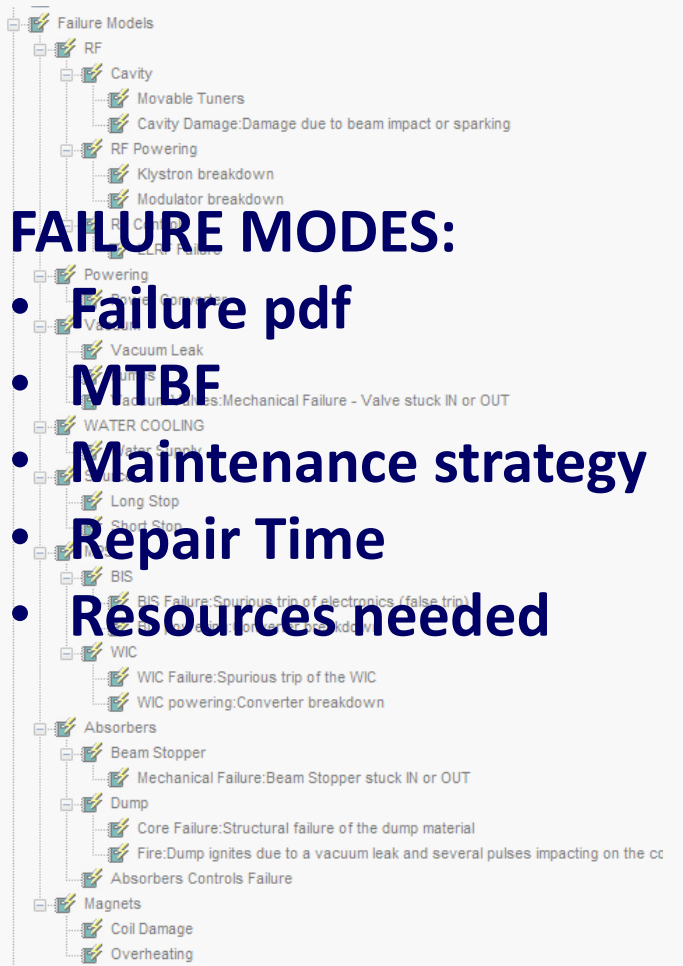 Failure Models
RF
Cavity
Movable Tuners
Cavity Damage:Damage due to beam impact or sparking
RF Powering
Klystron breakdown
Modulator breakdown
FAILURE MODES:
Powering
• Failure pdf
Vacuum Leak
• MTBF
Mechanical Failure - Valve stuck IN or OUT
WATER COOLING
• Maintenance strategy
Long Stop
Short Stop
• Repair Time
BIS
BIS Failure:Spurious trip of electronics (false trip)
• Resources needed
WIC
WIC Failure:Spurious trip of the WIC
WIC powering:Converter breakdown
Absorbers
Beam Stopper
Mechanical Failure:Beam Stopper stuck IN or OUT
Dump
Core Failure:Structural failure of the dump material
Fire:Dump ignites due to a vacuum leak and several pulses impacting on the
Absorbers Controls Failure
Magnets
Coil Damage
Overheating